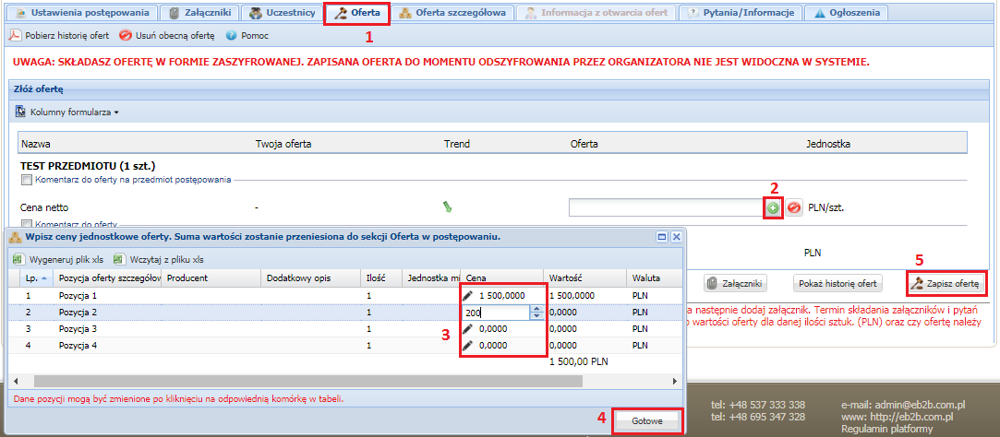 Ustawienia postępowania Załączniki Uczestnicy Oferta Oferta szczegółowa Informacja z otwarcia ofert Pytania/Informacje Ogłoszenia
1
Pobierz historię ofert Usuń obecną ofertę Pomoc
UWAGA: SKŁADASZ OFERTĘ W FORMIE ZASZYFROWANEJ. ZAPISANA OFERTA DO MOMENTU ODSZYFROWANIA PRZEZ ORGANIZATORA NIE JEST WIDOCZNA W SYSTEMIE.
Złóż ofertę
Kolumny formularza
Nazwa Twoja oferta Trend Oferta Jednostka
TEST PRZEDMIOTU (1 szt.)
Komentarz do oferty na przedmiot postępowania
2
Cena netto - PLN/szt.
Komentarz do oferty
PLN
5
Załączniki Pokaż historię ofert Zapisz ofertę
a następnie dodaj załącznik. Termin składania załączników i pytań
o wartości oferty dla danej ilości sztuk. (PLN) oraz czy ofertę należy
Wpisz ceny jednostkowe oferty. Suma wartości zostanie przeniesiona do sekcji Oferta w postępowaniu.
Wygeneruj plik xls Wczytaj z pliku xls
Lp. Pozycja oferty szczegółow Producent Dodatkowy opis Ilość Jednostka mi Cena Wartość Waluta
1 Pozycja 1 1 1 500,0000 1 500,0000 PLN
2 Pozycja 2 1 200 0,0000 PLN
3 Pozycja 3 1 0,0000 0,0000 PLN
4 Pozycja 4 1 0,0000 0,0000 PLN
3
1 500,00 PLN
Dane pozycji mogą być zmienione po kliknięciu na odpowiednią komórkę w tabeli.
4 Gotowe
tel: +48 537 333 338 e-mail: admin@eb2b.com.pl
tel: +48 695 347 328 www: http://eb2b.com.pl
Regulamin platformy